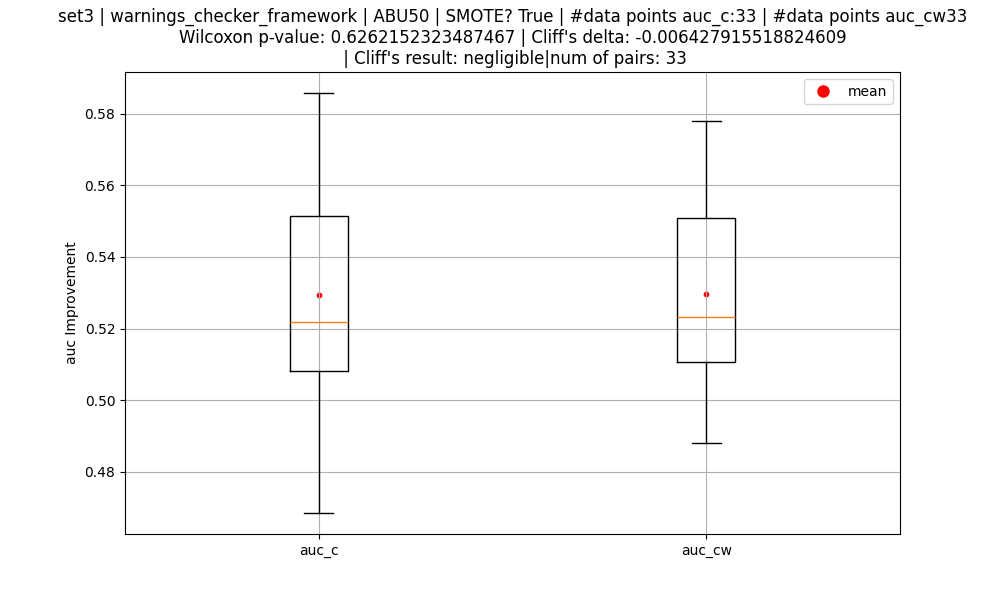 set3 | warnings_checker_framework | ABU50 | SMOTE? True | #data points auc_c:33 | #data points auc_cw33
Wilcoxon p-value: 0.6262152323487467 | Cliff's delta: -0.006427915518824609
| Cliff's result: negligible|num of pairs: 33
mean
0.58
0.56
0.54
0.52
0.50
0.48
auc Improvement
auc_c
auc_cw